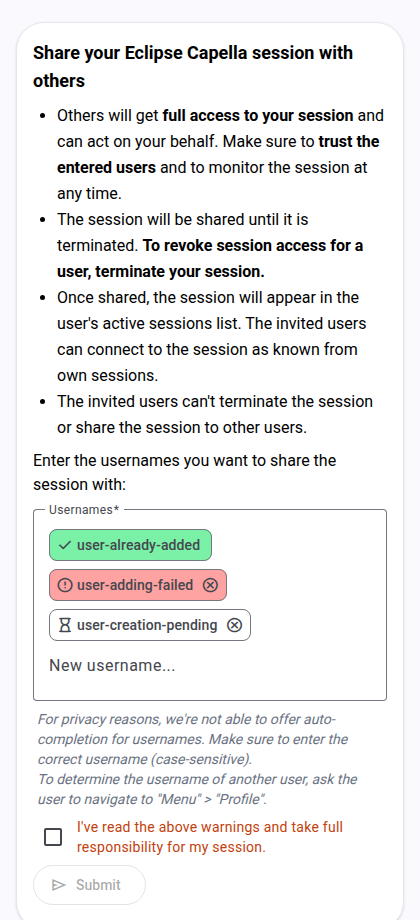 Share your Eclipse Capella session with
others
Others will get full access to your session and
can act on your behalf. Make sure to trust the
entered users and to monitor the session at
any time.
The session will be shared until it is
terminated. To revoke session access for a
user, terminate your session.
Once shared, the session will appear in the
user's active sessions list. The invited users
can connect to the session as known from
own sessions.
The invited users can't terminate the session
or share the session to other users.
Enter the usernames you want to share the
session with:
Usernames*
user-already-added
user-adding-failed
user-creation-pending
New username...
For privacy reasons, we're not able to offer auto-
completion for usernames. Make sure to enter the
correct username (case-sensitive).
To determine the username of another user, ask the
user to navigate to "Menu" > "Profile".
I've read the above warnings and take full
responsibility for my session.
Submit